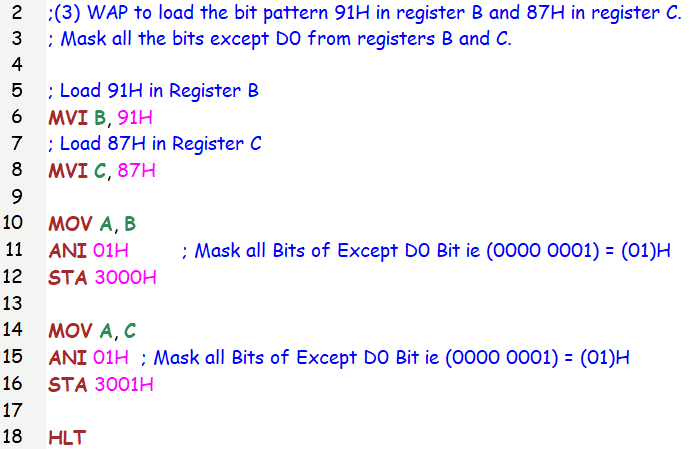 2 ;(3) WAP to load the bit pattern 91H in register B and 87H in register C.
3 ; Mask all the bits except D0 from registers B and C.
4
5 ; Load 91H in Register B
6 MVI B, 91H
7 ; Load 87H in Register C
8 MVI C, 87H
9
10 MOV A, B
11 ANI 01H ; Mask all Bits of Except D0 Bit ie (0000 0001) = (01)H
12 STA 3000H
13
14 MOV A, C
15 ANI 01H ; Mask all Bits of Except D0 Bit ie (0000 0001) = (01)H
16 STA 3001H
17
18 HLT